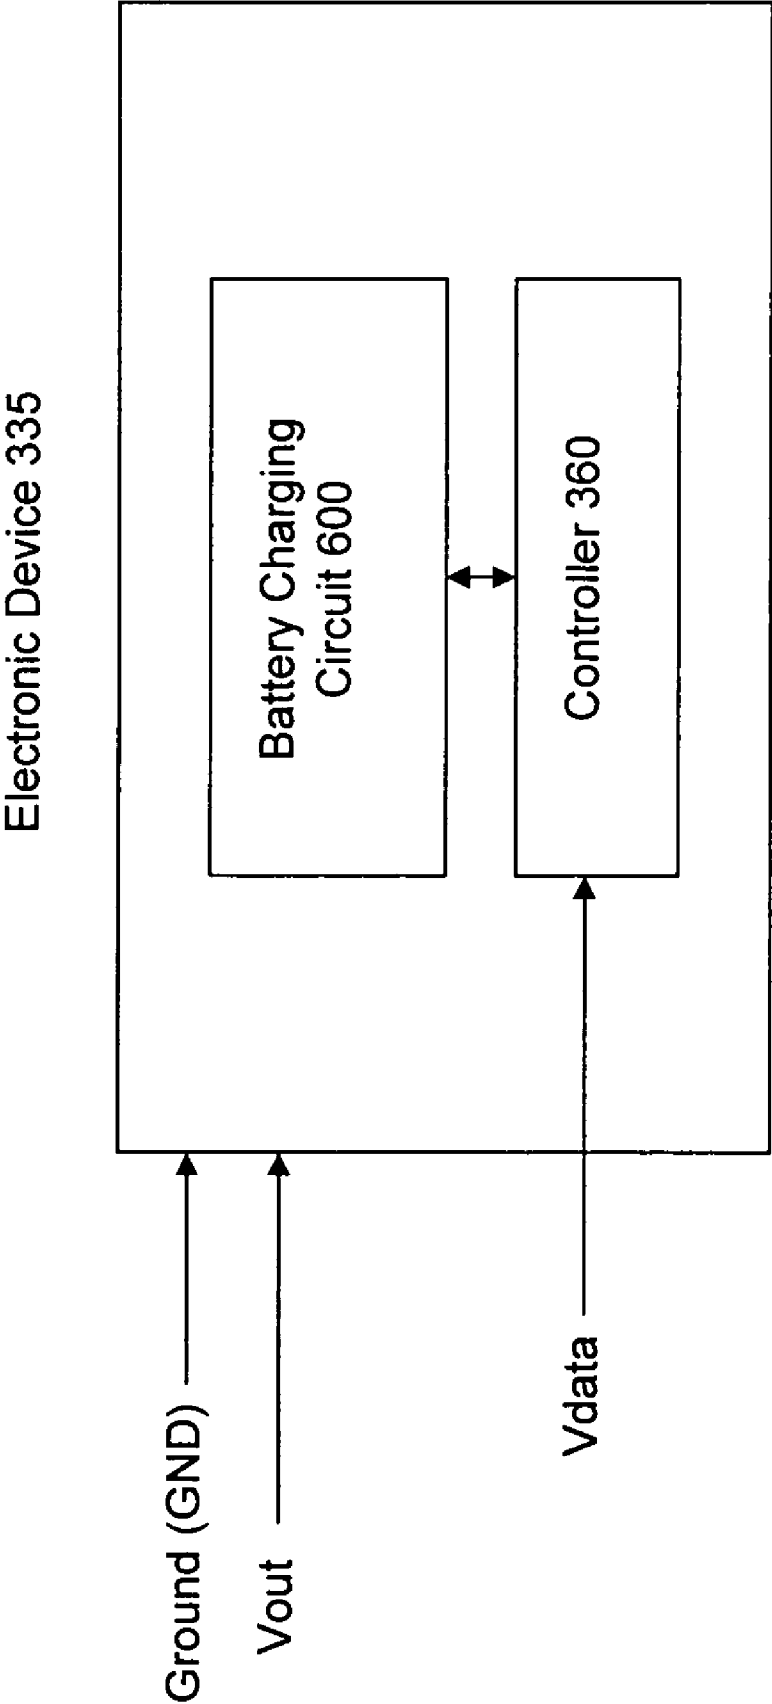 Electronic Device 335
Ground (GND)
Vout
Battery Charging
Circuit 600
Controller 360
Vdata